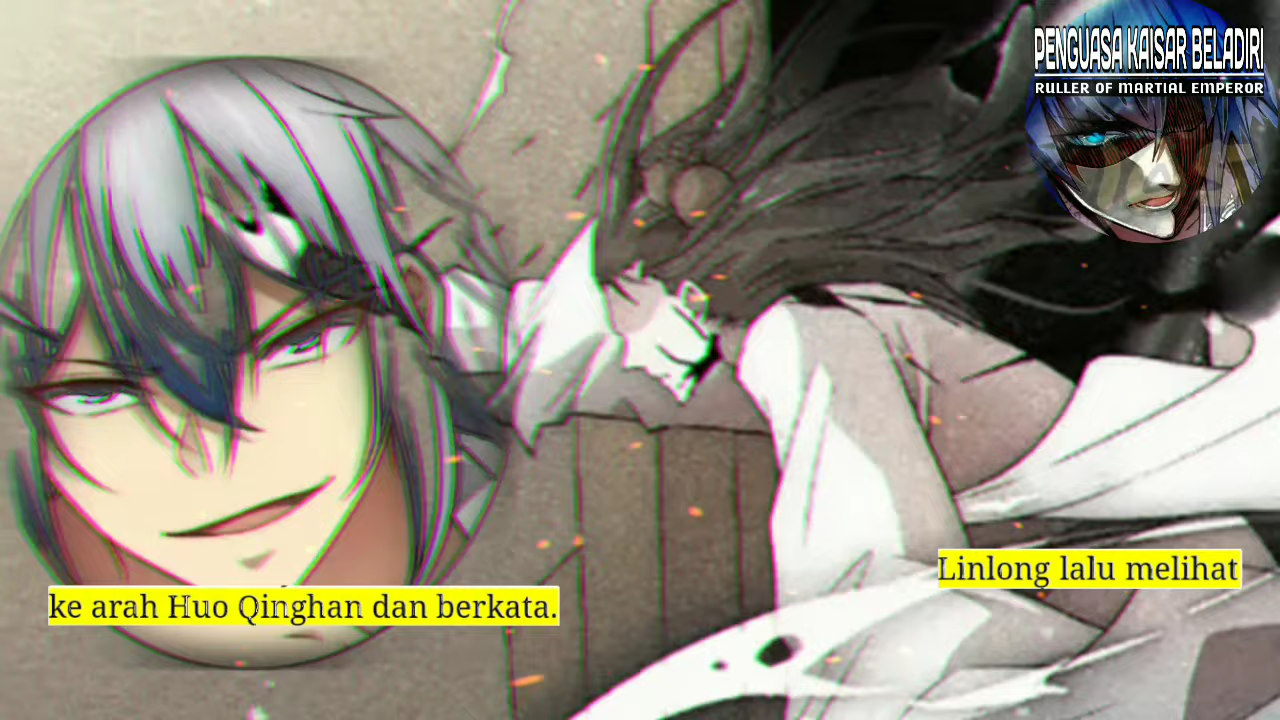 PENGUASA KAISAR BELADIRI
RULLER OF MARTIAL EMPEROR
Linlong lalu melihat
ke arah Huo Qinghan dan berkata.